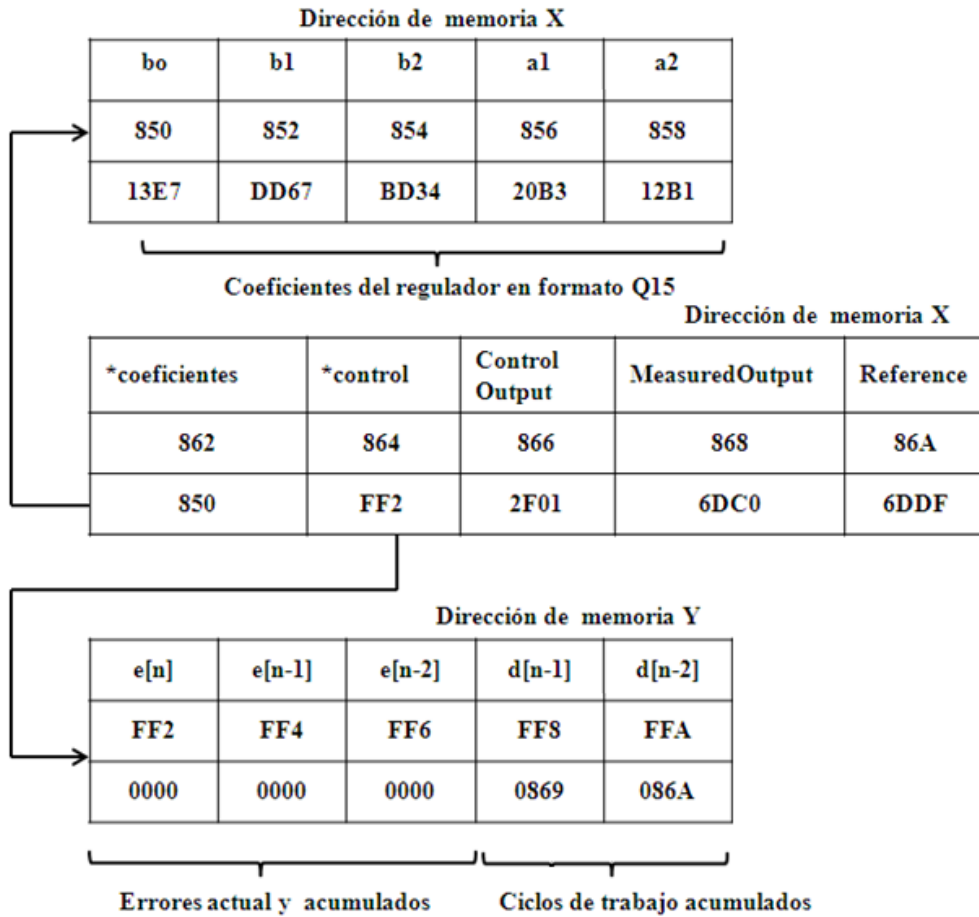 Dirección de memoria X
bo b1 b2 a1 a2
850 852 854 856 858
13E7 DD67 BD34 20B3 12B1
Coeficientes del regulador en formato Q15
Dirección de memoria X
*coeficientes *control Control Output MeasuredOutput Reference
862 864 866 868 86A
850 FF2 2F01 6DC0 6DDF
Dirección de memoria Y
e[n] e[n-1] e[n-2] d[n-1] d[n-2]
FF2 FF4 FF6 FF8 FFA
0000 0000 0000 0869 086A
Errores actual y acumulados Ciclos de trabajo acumulados